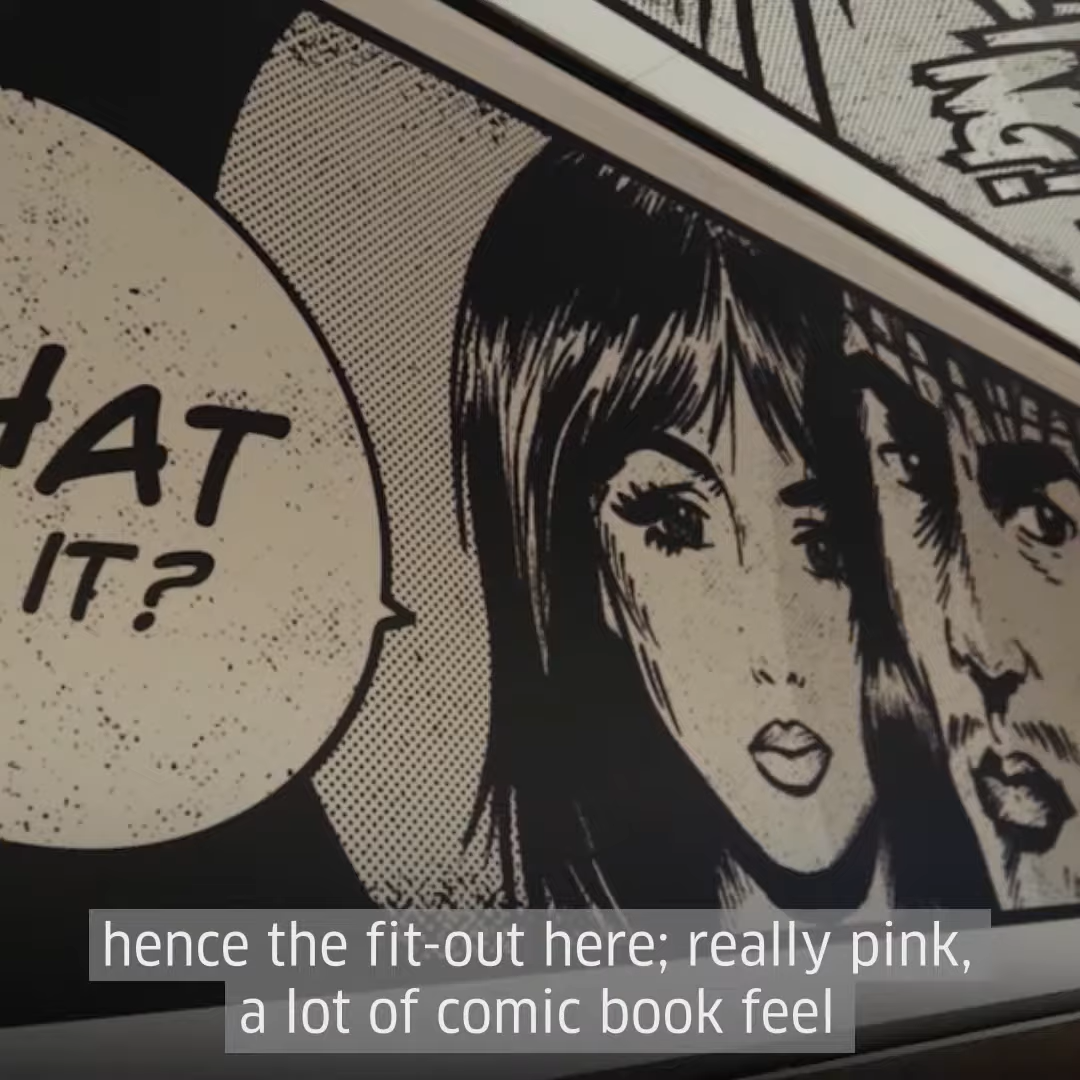 HAT
IT?
hence the fit-out here; really pink,
a lot of comic book feel